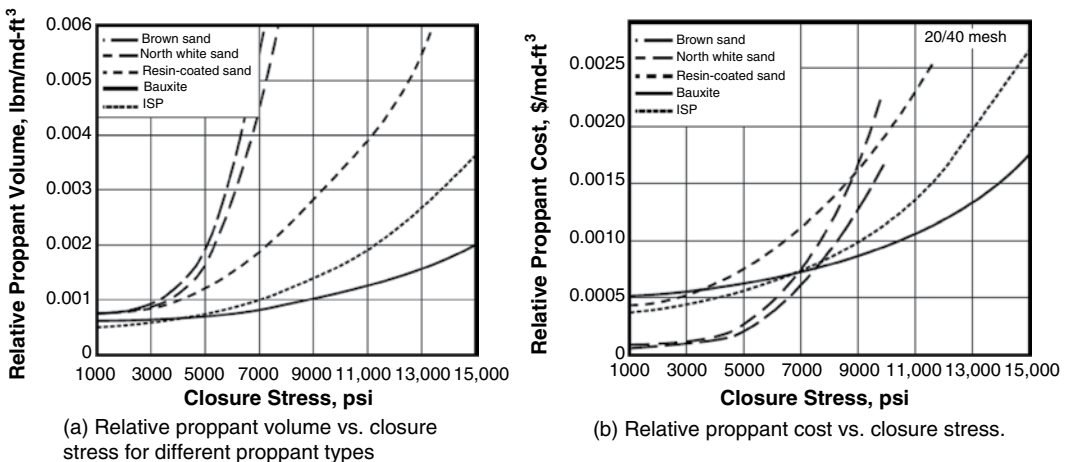 Relative Proppant Volume, lbm/md-ft³
0.006
0.005
0.004
0.003
0.002
0.001
0
Brown sand
North white sand
Resin-coated sand
Bauxite
ISP
1000 3000 5000 7000 9000 11,000 13,000 15,000
Closure Stress, psi
(a) Relative proppant volume vs. closure
stress for different proppant types
Relative Proppant Cost, $/md-ft³
0.0025
0.0020
0.0015
0.0010
0.0005
0
Brown sand
North white sand
Resin-coated sand
Bauxite
ISP
20/40 mesh
1000 3000 5000 7000 9000 11,000 13,000 15,000
Closure Stress, psi
(b) Relative proppant cost vs. closure stress.